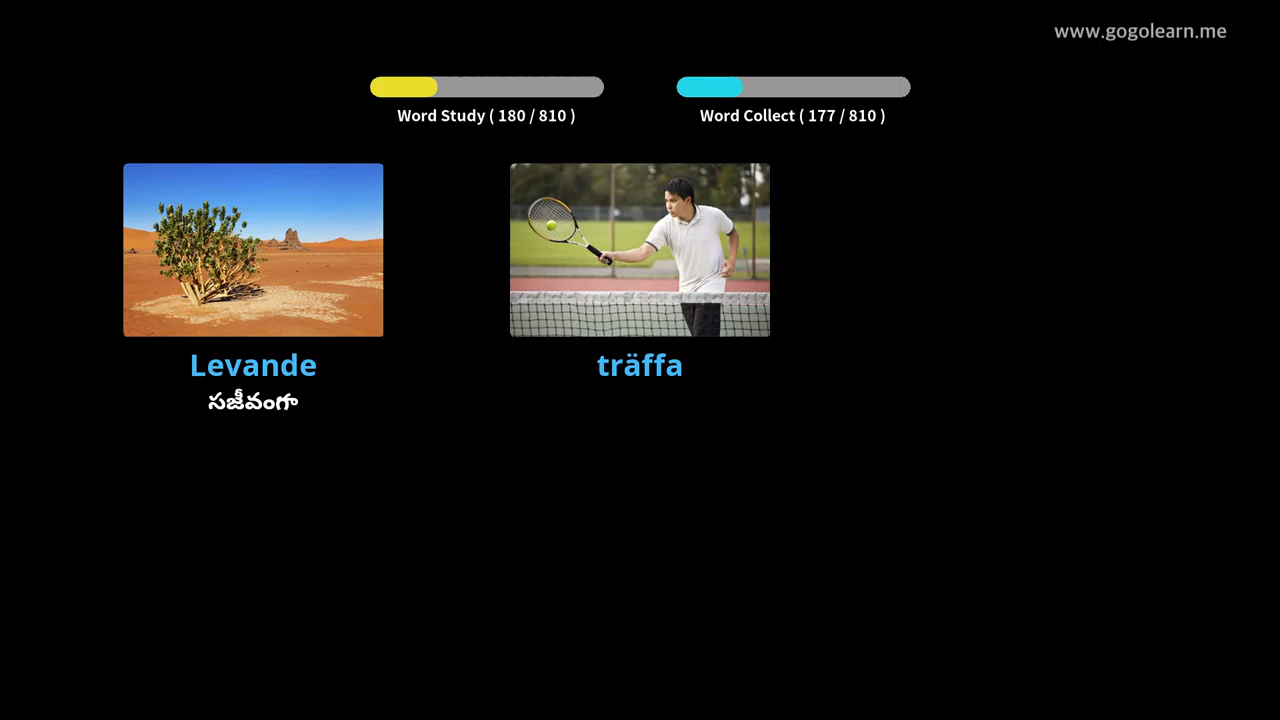 www.gogolearn.me
Word Study ( 180 / 810 )
Word Collect ( 177 / 810 )
Levande
సజీవంగా
träffa